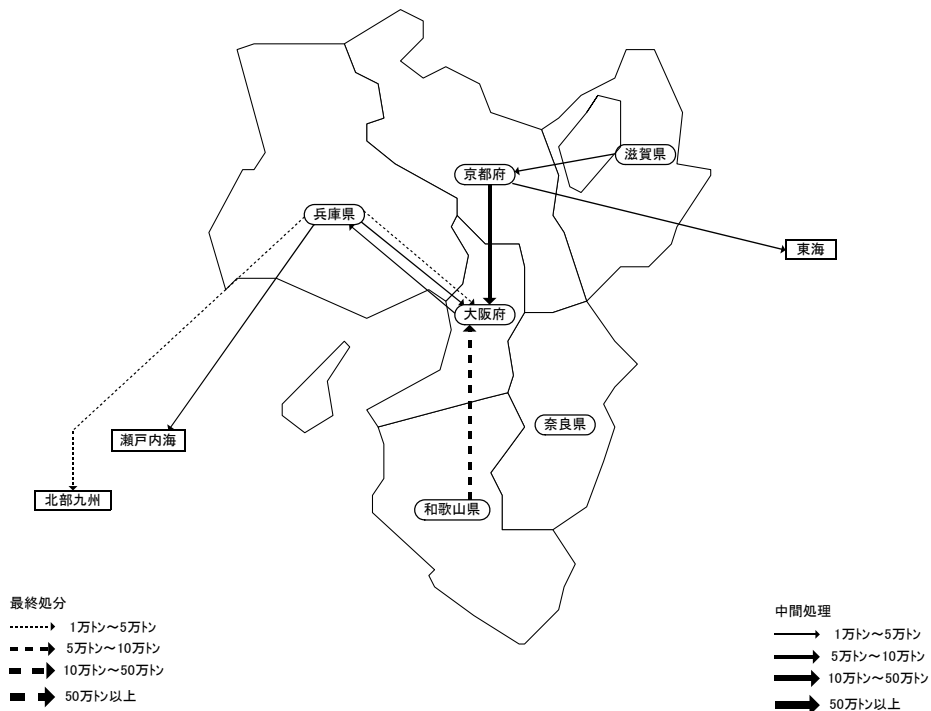 滋賀県
京都府
兵庫県
東海
大阪府
奈良県
瀬戸内海
北部九州
和歌山県
最終処分
1万トン～5万トン
5万トン～10万トン
10万トン～50万トン
50万トン以上
中間処理
1万トン～5万トン
5万トン～10万トン
10万トン～50万トン
50万トン以上